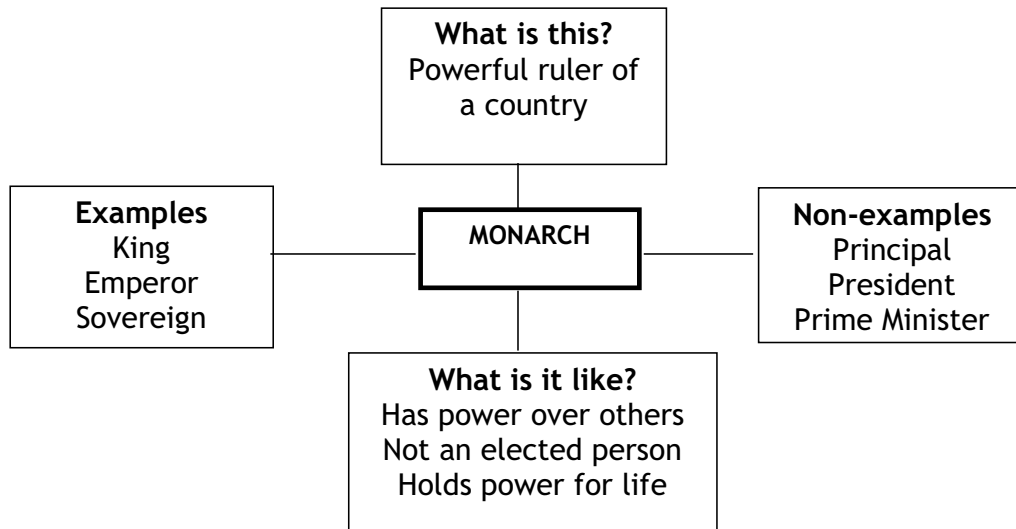 What is this?
Powerful ruler of
a country
Examples
King
Emperor
Sovereign
MONARCH
Non-examples
Principal
President
Prime Minister
What is it like?
Has power over others
Not an elected person
Holds power for life